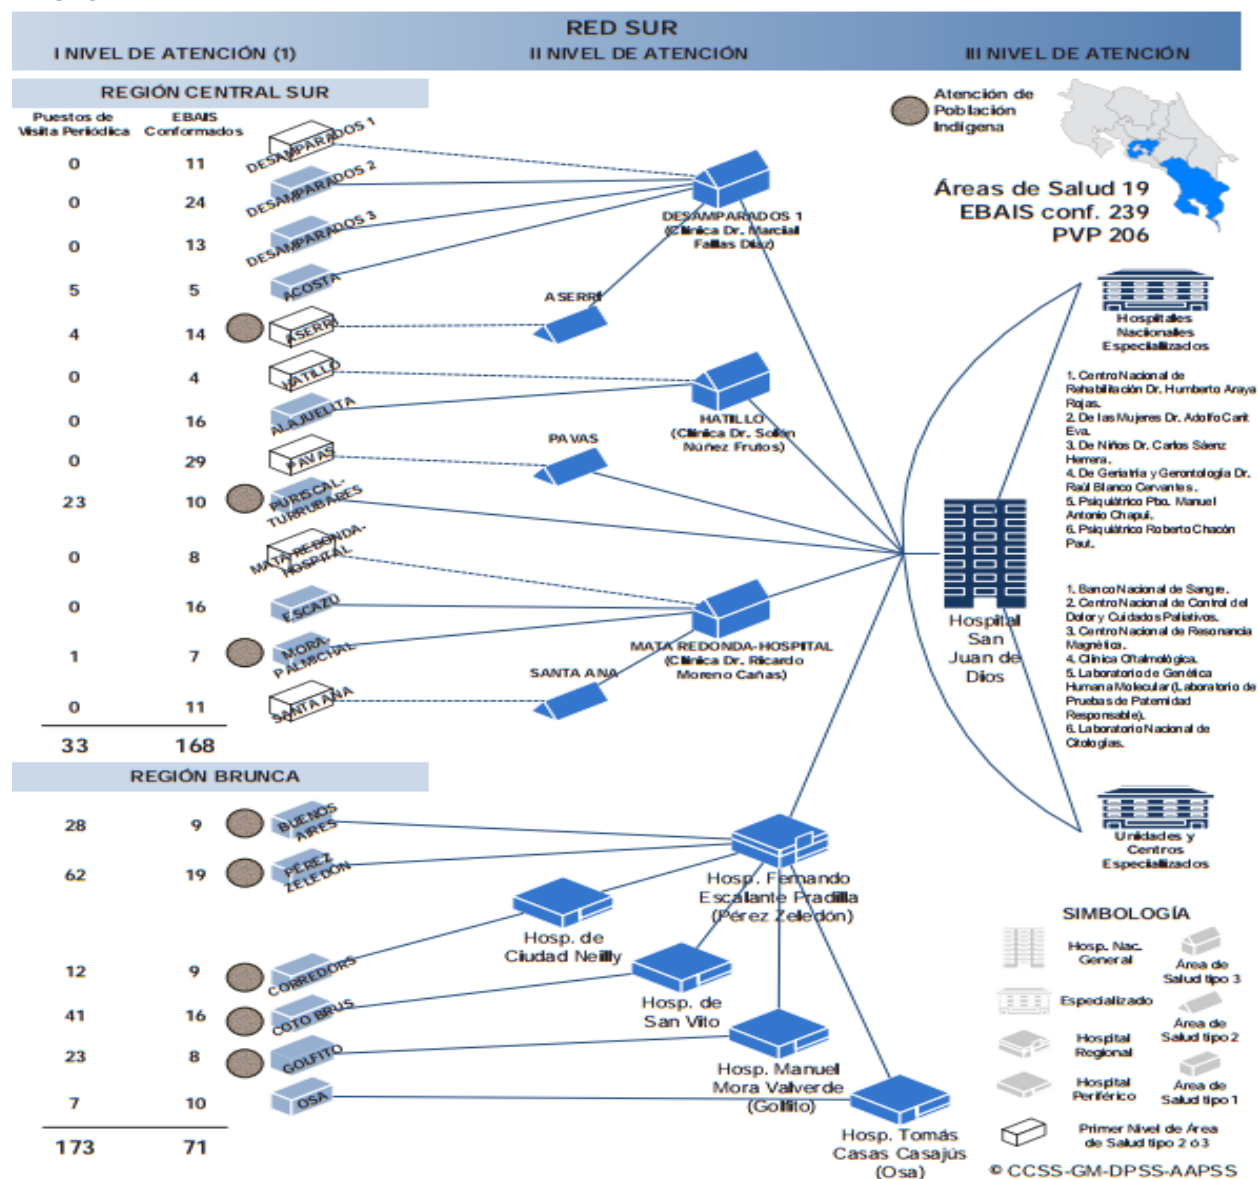 RED SUR
I NIVEL DE ATENCIÓN (1)
II NIVEL DE ATENCIÓN
III NIVEL DE ATENCIÓN
REGIÓN CENTRAL SUR
Puestos de
Visita Periódica
EBAIS
Conformados
0 11 DESAMPARADOS 1
0 24 DESAMPARADOS 2
0 13 DESAMPARADOS 3
5 5 ACOSTA
4 14 ASERRÍ
0 4 HATILLO
0 16 ALAJUELITA
0 29 PAVAS
23 10 PURISCAL-
TURRUBARES
0 8 MATA REDONDA-
HOSPITAL
0 16 ESCAZÚ
1 7 MORA-
PALMICHAL
0 11 SANTA ANA
33 168
DESAMPARADOS 1
(Clínica Dr. Marcial
Fallas Díaz)
ASERRÍ
HATILLO
(Clínica Dr. Solón
Núñez Frutos)
PAVAS
MATA REDONDA-HOSPITAL
(Clínica Dr. Ricardo
Moreno Cañas)
SANTA ANA
Atención de
Población
Indígena
Áreas de Salud 19
EBAIS conf. 239
PVP 206
Hospitales
Nacionales
Especializados
1. Centro Nacional de
Rehabilitación Dr. Humberto Araya
Rojas.
2. De las Mujeres Dr. Adolfo Carit
Eva.
3. De Niños Dr. Carlos Sáenz
Herrera.
4. De Geriatría y Gerontología Dr.
Raúl Blanco Cervantes.
5. Psiquiátrico Pbo. Manuel
Antonio Chapuí.
6. Psiquiátrico Roberto Chacón
Paut.
Hospital
San
Juan de
Dios
1. Banco Nacional de Sangre.
2. Centro Nacional de Control del
Dolor y Cuidados Paliativos.
3. Centro Nacional de Resonancia
Magnética.
4. Clínica Oftalmológica.
5. Laboratorio de Genética
Humana Molecular (Laboratorio de
Pruebas de Paternidad
Responsable).
6. Laboratorio Nacional de
Citologías.
Unidades y
Centros
Especializados
REGIÓN BRUNCA
28 9 BUENOS
AIRES
62 19 PÉREZ
ZELEDÓN
12 9 CORREDORS
41 16 COTO BRUS
23 8 GOLFITO
7 10 OSA
173 71
Hosp. Fernando
Escalante Pradilla
(Pérez Zeledón)
Hosp. de
Ciudad Neilly
Hosp. de
San Vito
Hosp. Manuel
Mora Valverde
(Golfito)
Hosp. Tomás
Casas Casajús
(Osa)
SIMBOLOGÍA
Hosp. Nac.
General
Área de
Salud tipo 3
Especializado
Área de
Salud tipo 2
Hospital
Regional
Hospital
Periférico
Área de
Salud tipo 1
Primer Nivel de Área
de Salud tipo 2 ó 3
© CCSS-GM-DPSS-AAPSS